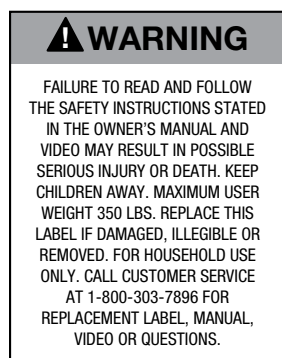 WARNING
FAILURE TO READ AND FOLLOW
THE SAFETY INSTRUCTIONS STATED
IN THE OWNER'S MANUAL AND
VIDEO MAY RESULT IN POSSIBLE
SERIOUS INJURY OR DEATH. KEEP
CHILDREN AWAY. MAXIMUM USER
WEIGHT 350 LBS. REPLACE THIS
LABEL IF DAMAGED, ILLEGIBLE OR
REMOVED. FOR HOUSEHOLD USE
ONLY. CALL CUSTOMER SERVICE
AT 1-800-303-7896 FOR
REPLACEMENT LABEL, MANUAL,
VIDEO OR QUESTIONS.